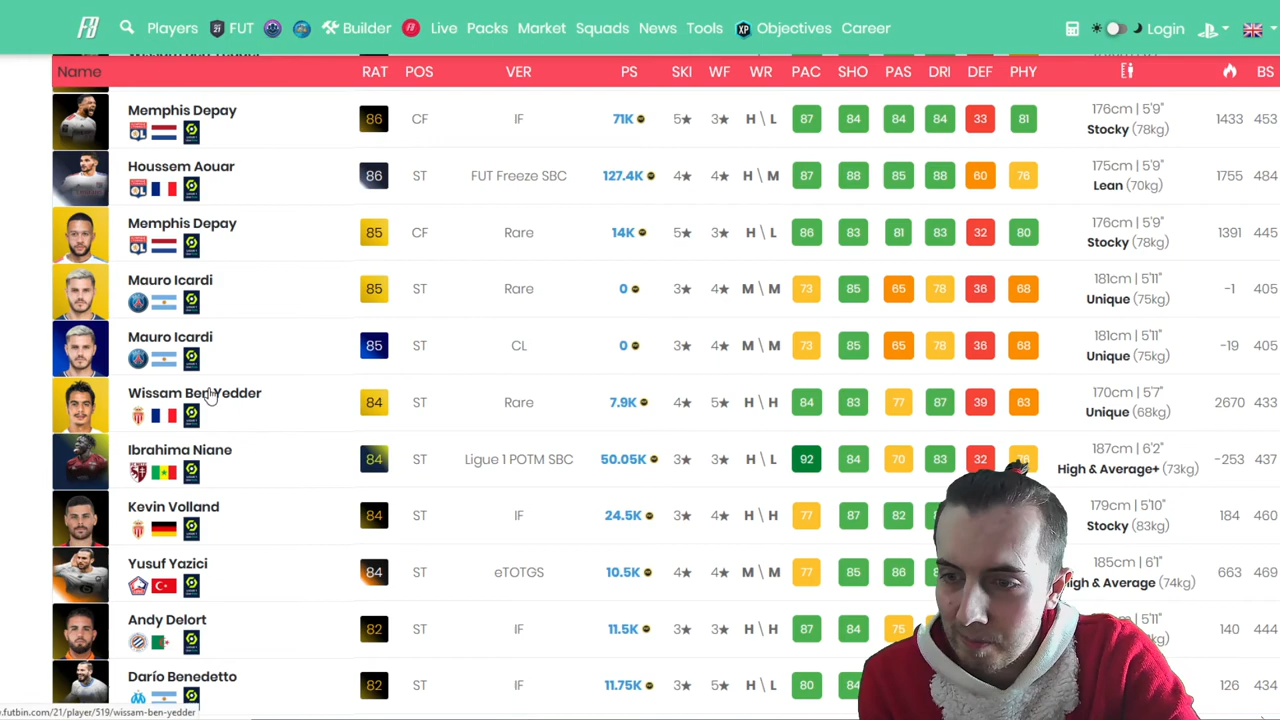 Players FUT Builder Live Packs Market Squads News Tools XP Objectives Career Login
Name RAT POS VER PS SKI WF WR PAC SHO PAS DRI DEF PHY BS
Memphis Depay 86 CF IF 71K 5★ 3★ H \ L 87 84 84 84 33 81 176cm | 5'9" Stocky (78kg) 1433 453
Houssem Aouar 86 ST FUT Freeze SBC 127.4K 4★ 4★ H \ M 87 88 85 88 60 76 175cm | 5'9" Lean (70kg) 1755 484
Memphis Depay 85 CF Rare 14K 5★ 3★ H \ L 86 83 81 83 32 80 176cm | 5'9" Stocky (78kg) 1391 445
Mauro Icardi 85 ST Rare 0 3★ 4★ M \ M 73 85 65 78 36 68 181cm | 5'11" Unique (75kg) -1 405
Mauro Icardi 85 ST CL 0 3★ 4★ M \ M 73 85 65 78 36 68 181cm | 5'11" Unique (75kg) -19 405
Wissam Ben Yedder 84 ST Rare 7.9K 4★ 5★ H \ H 84 83 77 87 39 63 170cm | 5'7" Unique (68kg) 2670 433
Ibrahima Niane 84 ST Ligue 1 POTM SBC 50.05K 3★ 3★ H \ L 92 84 70 83 32 76 187cm | 6'2" High & Average+ (73kg) -253 437
Kevin Volland 84 ST IF 24.5K 3★ 4★ H \ H 77 87 82 179cm | 5'10" Stocky (83kg) 184 460
Yusuf Yazici 84 ST eTOTGS 10.5K 4★ 4★ M \ M 77 85 86 185cm | 6'1" High & Average (74kg) 663 469
Andy Delort 82 ST IF 11.5K 3★ 3★ H \ H 87 84 75 5'11" 140 444
Darío Benedetto 82 ST IF 11.75K 3★ 5★ H \ L 80 84 126 434
.futbin.com/21/player/519/wissam-ben-yedder